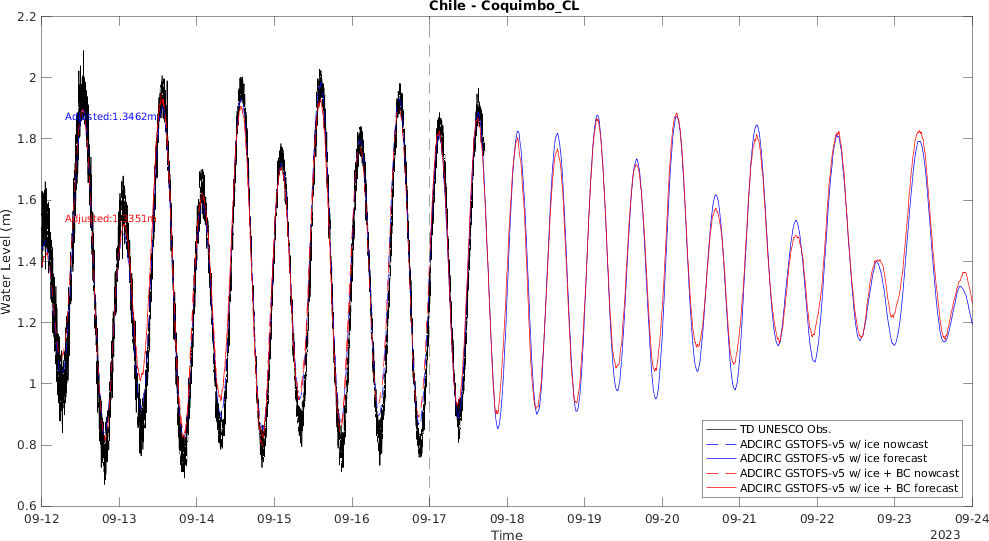 Chile - Coquimbo_CL
2.2
2
1.8
1.6
1.4
1.2
1
0.8
0.6
Water Level (m)
Adjusted:1.3462m
TD UNESCO Obs.
ADCIRC GSTOFS-v5 w/ ice nowcast
ADCIRC GSTOFS-v5 w/ ice forecast
ADCIRC GSTOFS-v5 w/ ice + BC nowcast
ADCIRC GSTOFS-v5 w/ ice + BC forecast
09-12 09-13 09-14 09-15 09-16 09-17 09-18 09-19 09-20 09-21 09-22 09-23 09-24
Time
2023